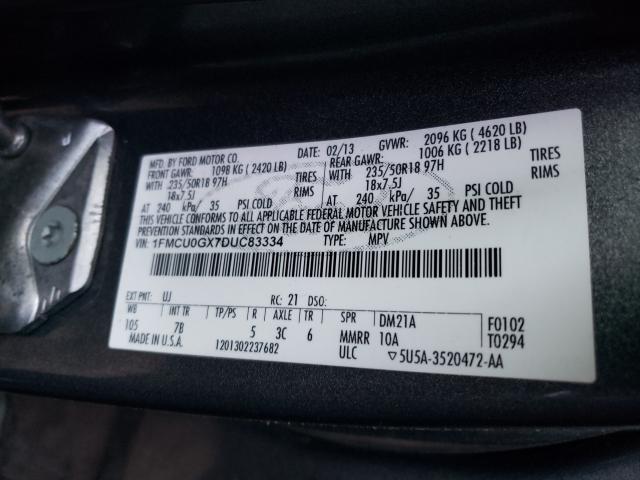 MFD. BY FORD MOTOR CO. 02/13 GVWR: 2096 KG ( 4620 LB)
FRONT GAWR: 1098 KG ( 2420 LB) REAR GAWR: 1006 KG ( 2218 LB)
WITH 235/50R18 97H TIRES WITH 235/50R18 97H TIRES
18x7.5J RIMS 18x7.5J RIMS
AT 240 kPa/ 35 PSI COLD AT 240 kPa/ 35 PSI COLD
THIS VEHICLE CONFORMS TO ALL APPLICABLE FEDERAL MOTOR VEHICLE SAFETY AND THEFT
PREVENTION STANDARDS IN EFFECT ON THE DATE OF MANUFACTURE SHOWN ABOVE.
1FMCU0GX7DUC83334 TYPE: MPV
EXT PNT: UJ RC: 21 DSO:
WB INT TR TP/PS R AXLE TR SPR DM21A F0102
105 7B 5 3C 6 MMRR 10A T0294
MADE IN U.S.A. 1201302237682 ULC ▽5U5A-3520472-AA